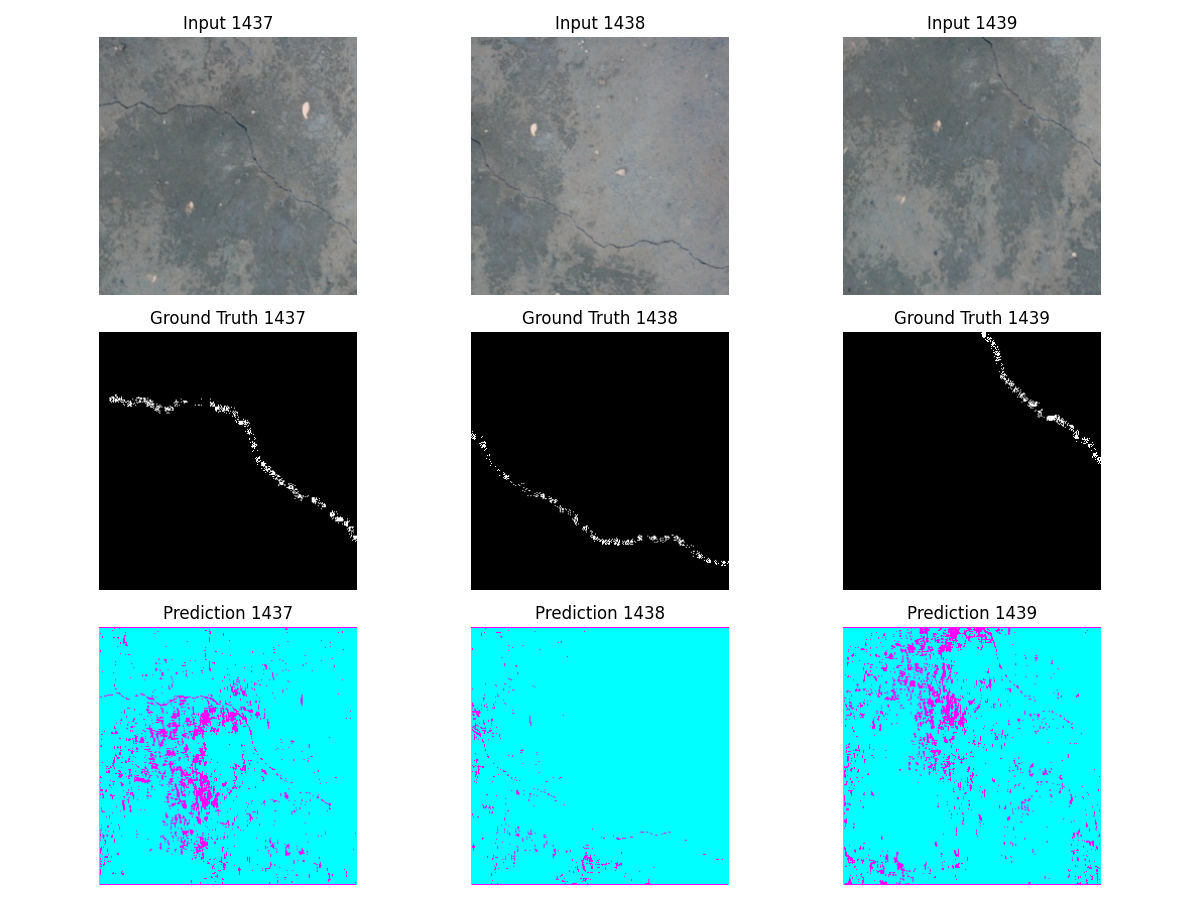 Input 1437
Input 1438
Input 1439
Ground Truth 1437
Ground Truth 1438
Ground Truth 1439
Prediction 1437
Prediction 1438
Prediction 1439